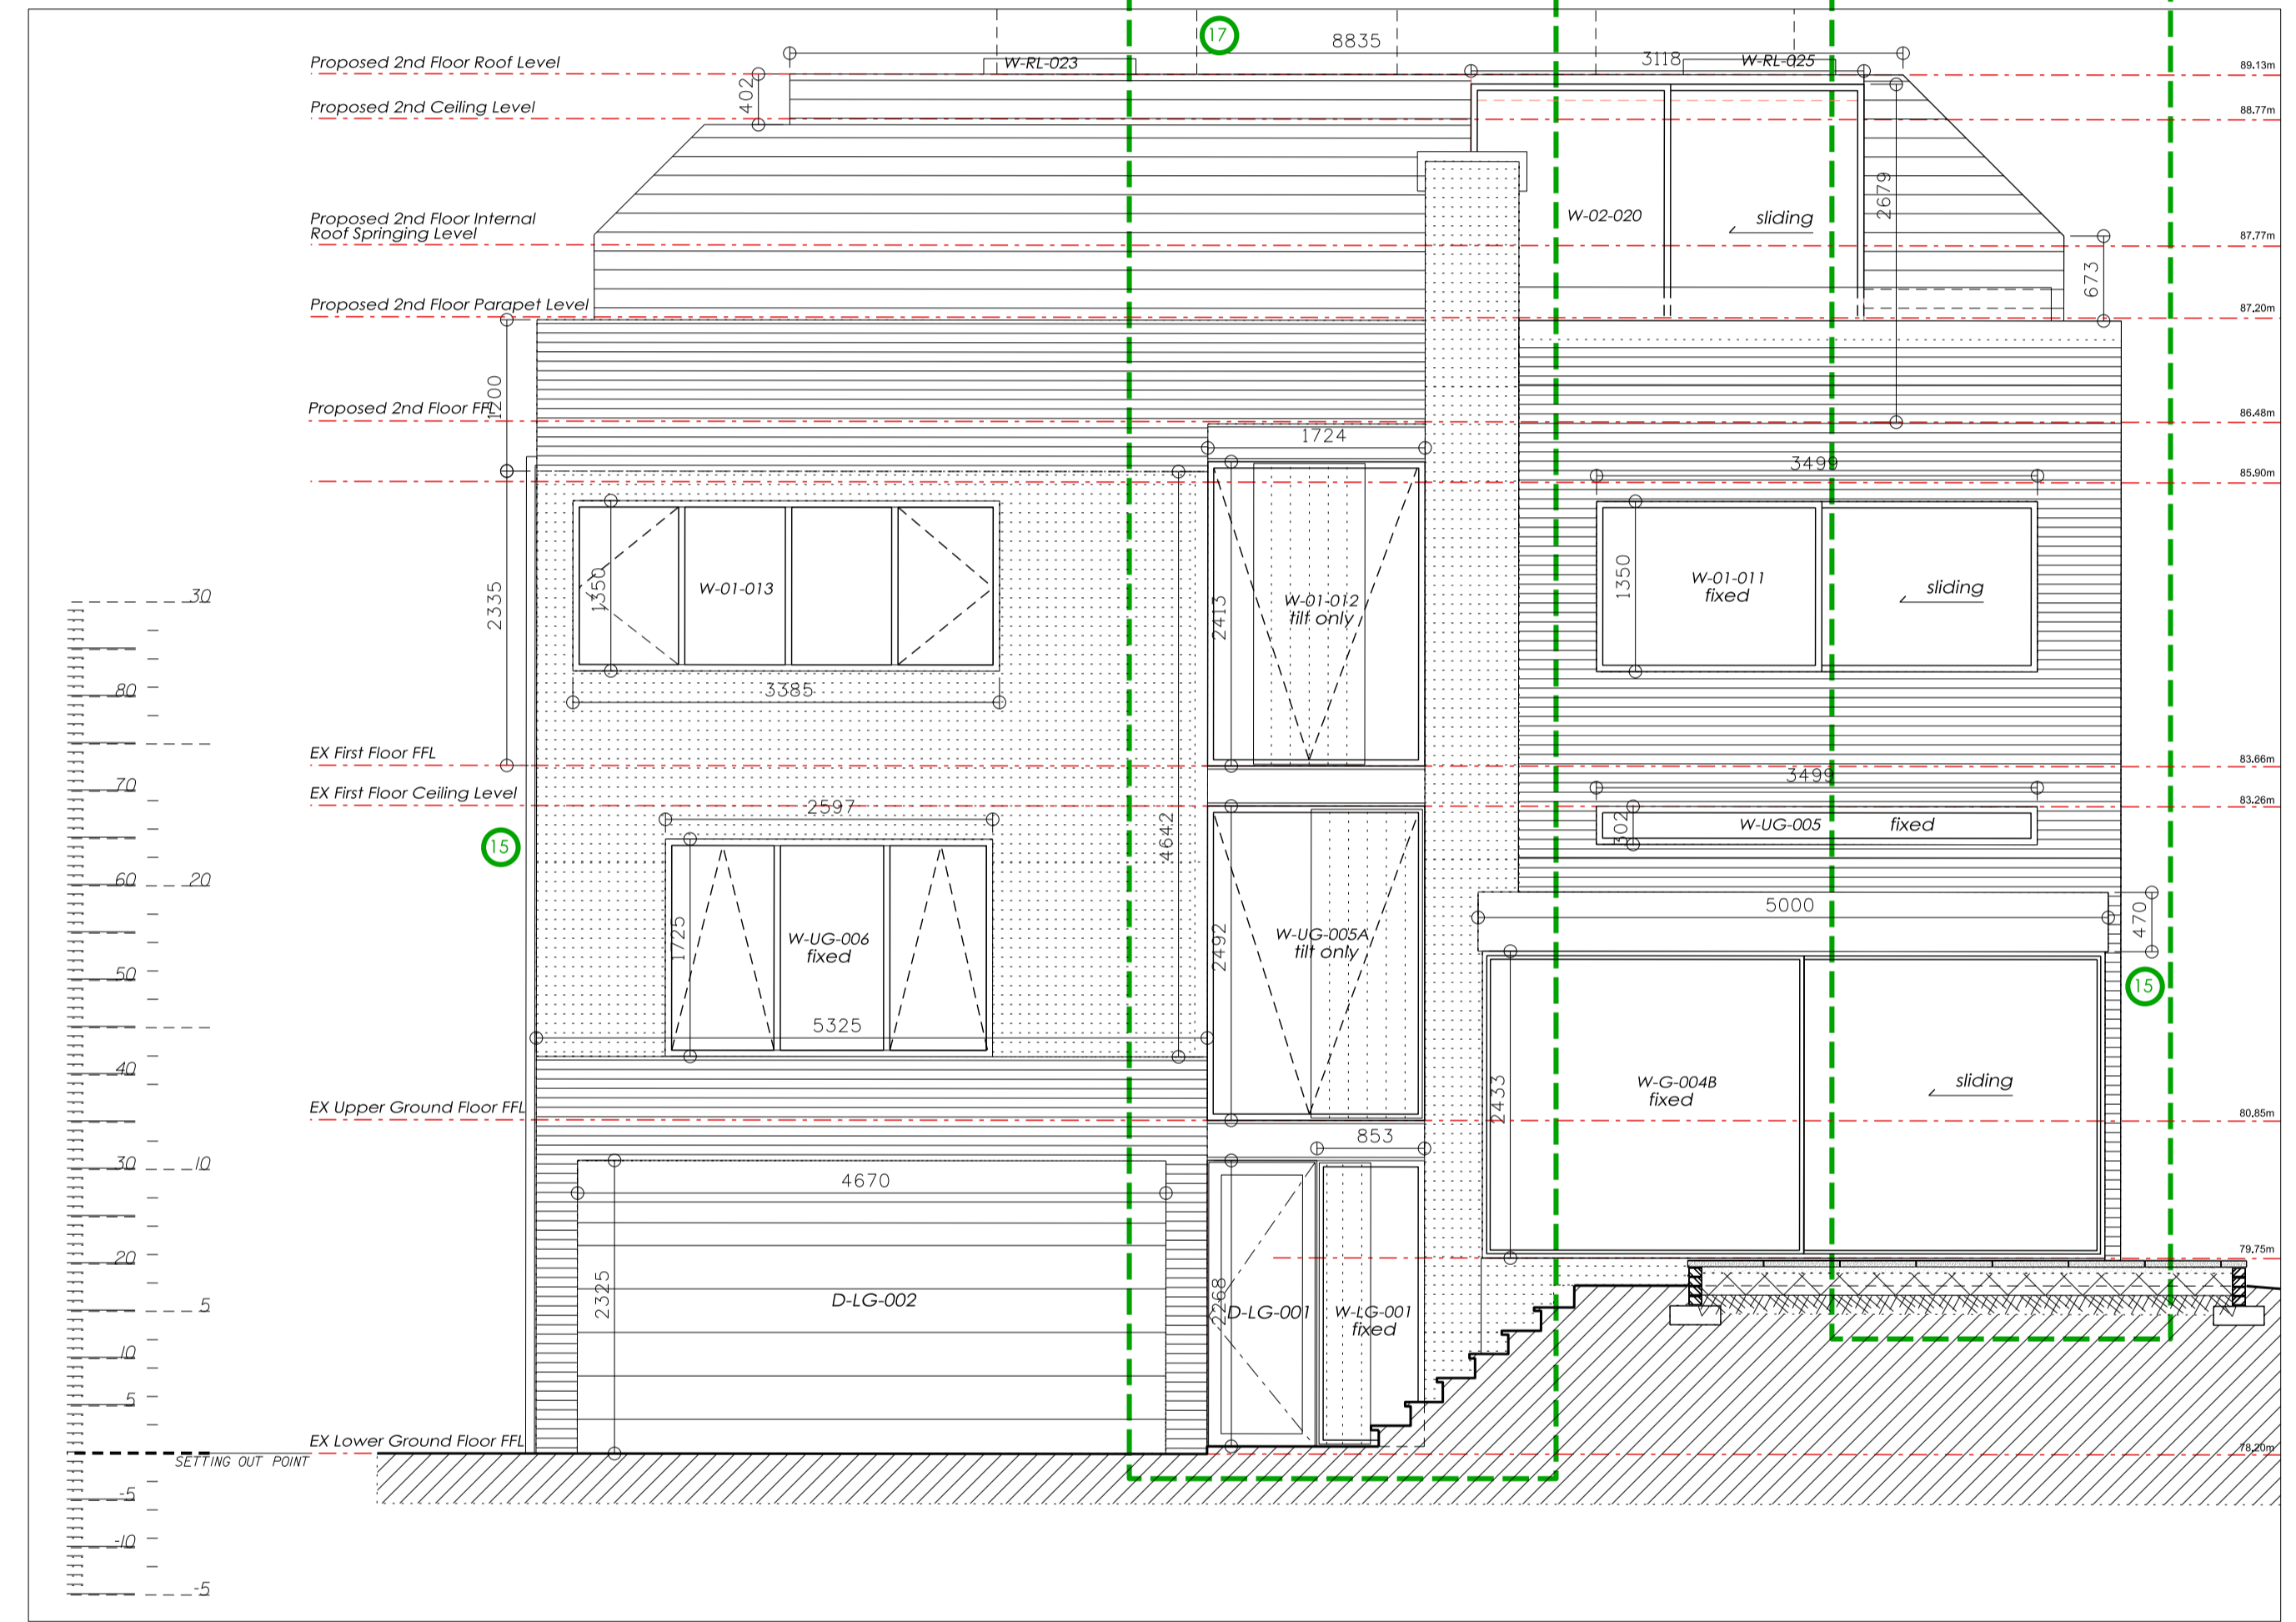 17
8835
3118
W-RL-023
W-RL-025
Proposed 2nd Floor Roof Level
89.13m
402
Proposed 2nd Ceiling Level
88.77m
2679
W-02-020
sliding
Proposed 2nd Floor Internal
Roof Springing Level
87.77m
673
Proposed 2nd Floor Parapet Level
87.20m
1200
Proposed 2nd Floor FFL
86.48m
1724
3499
85.90m
2335
1350
W-01-013
2413
W-01-012
tilt only
1350
W-01-011
fixed
sliding
30
3385
80
EX First Floor FFL
83.66m
3499
70
EX First Floor Ceiling Level
83.26m
2597
302
W-UG-005
fixed
15
4642
60
20
5000
470
1725
W-UG-006
fixed
2492
W-UG-005A
tilt only
50
15
5325
40
2433
W-G-004B
fixed
sliding
EX Upper Ground Floor FFL
80.85m
853
30
10
4670
20
79.75m
2325
D-LG-002
2268
D-LG-001
W-LG-001
fixed
5
10
5
EX Lower Ground Floor FFL
78.20m
SETTING OUT POINT
-5
-10
-5